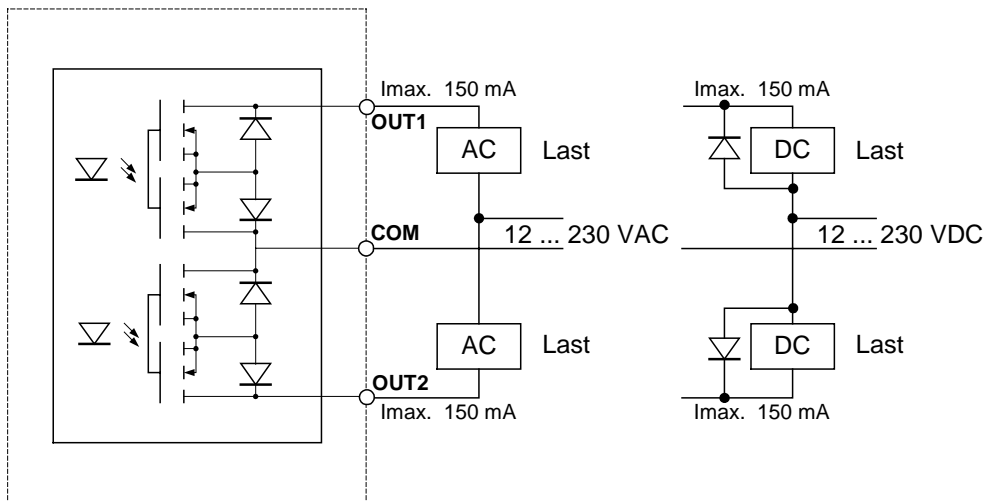 Imax. 150 mA
OUT1
AC Last
COM
12 ... 230 VAC
AC Last
OUT2
Imax. 150 mA
Imax. 150 mA
DC Last
12 ... 230 VDC
DC Last
Imax. 150 mA